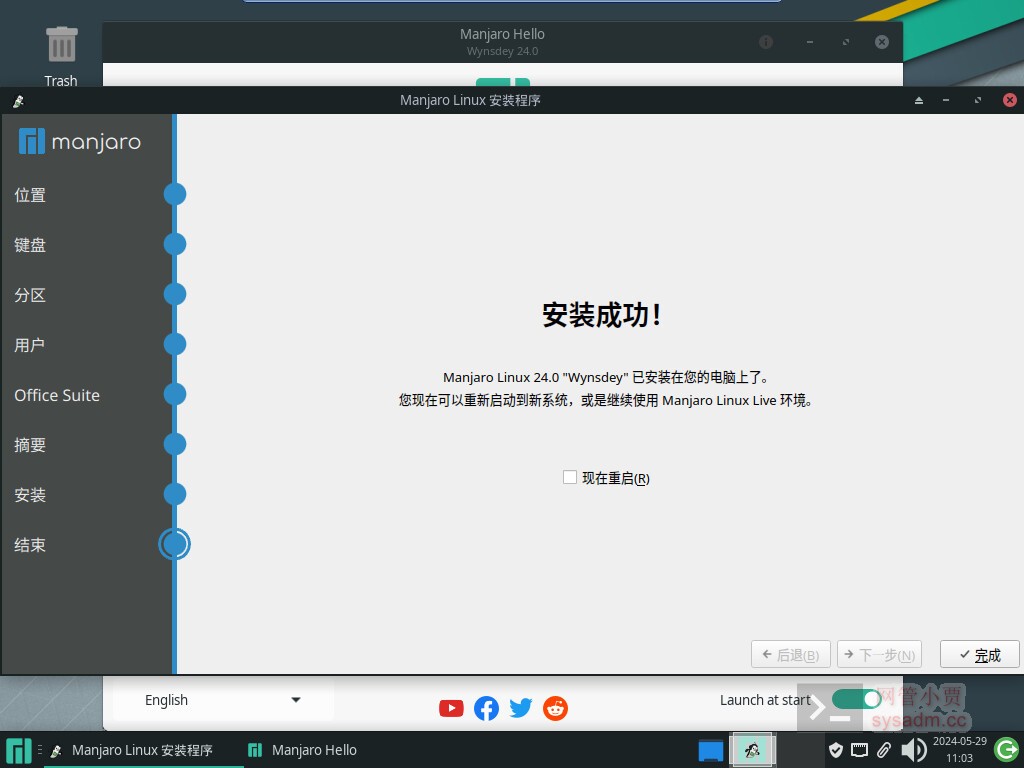 Manjaro Hello
Wynsdey 24.0
Trash
Manjaro Linux 安装程序
manjaro
位置
键盘
分区
用户
Office Suite
摘要
安装
结束
安装成功！
Manjaro Linux 24.0 "Wynsdey" 已安装在您的电脑上了。
您现在可以重新启动到新系统，或是继续使用 Manjaro Linux Live 环境。
现在重启(R)
后退(B)
下一步(N)
完成
English
Launch at start
网管小贾
sysadm.cc
Manjaro Linux 安装程序
Manjaro Hello
2024-05-29
11:03